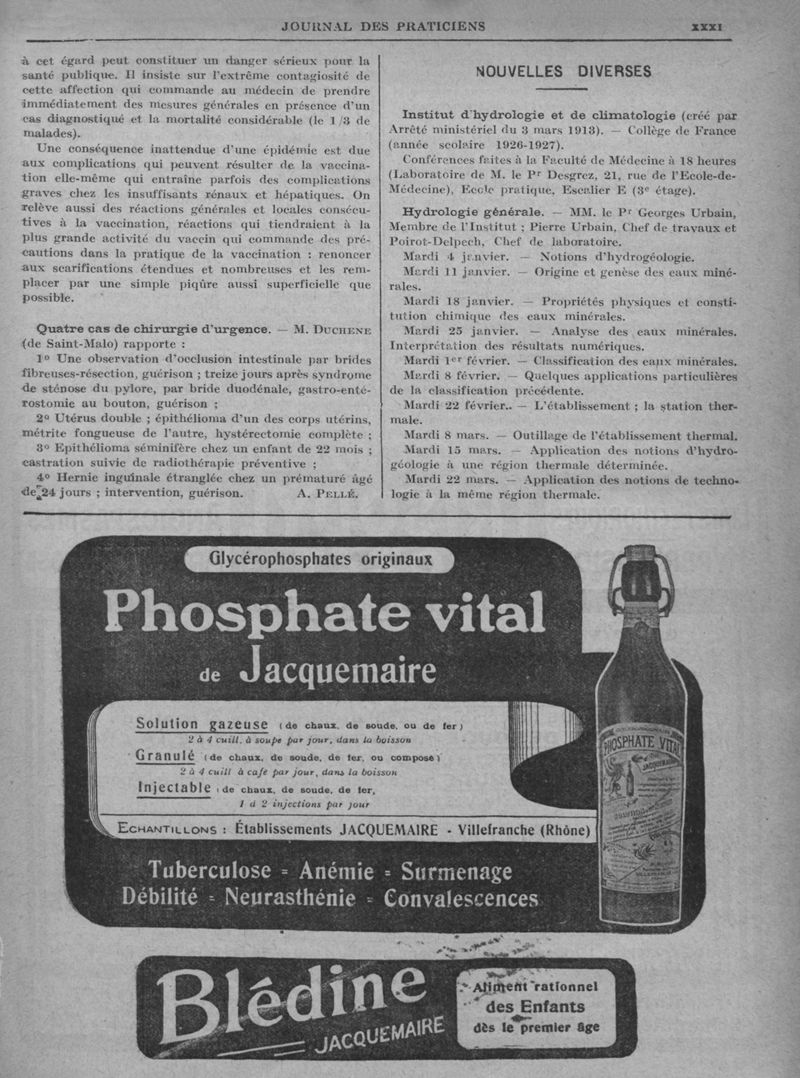 JOURNAL DES PRATICIENS
XXXI
à cet égard peut constituer un danger sérieux pour la
santé publique. Il insiste sur l'extrême contagiosité de
cette affection qui commande au médecin de prendre
immédiatement des mesures générales en présence d'un
cas diagnostiqué et la mortalité considérable (le 1/3 de
malades).
Une conséquence inattendue d'une épidémie est due
aux complications qui peuvent résulter de la vaccina-
tion elle-même qui entraîne parfois des complications
graves chez les insuffisants rénaux et hépatiques. On
relève aussi des réactions générales et locales consécu-
tives à la vaccination, réactions qui tiendraient à la
plus grande activité du vaccin qui commande des pré-
cautions dans la pratique de la vaccination : renoncer
aux scarifications étendues et nombreuses et les rem-
placer par une simple piqûre aussi superficielle que
possible.
Quatre cas de chirurgie d'urgence. — M. DUCHENE
(de Saint-Malo) rapporte :
1° Une observation d'occlusion intestinale par brides
fibreuses-résection, guérison ; treize jours après syndrome
de sténose du pylore, par bride duodénale, gastro-enté-
rostomie au bouton, guérison ;
2° Utérus double ; épithélioma d'un des corps utérins,
métrite fongueuse de l'autre, hystérectomie complète ;
3° Epithélioma séminifère chez un enfant de 22 mois ;
castration suivie de radiothérapie préventive ;
4° Hernie inguinale étranglée chez un prématuré âgé
de 24 jours ; intervention, guérison. A. PELLÉ.
NOUVELLES DIVERSES
Institut d'hydrologie et de climatologie (créé par
Arrêté ministériel du 3 mars 1913). — Collège de France
(année scolaire 1926-1927).
Conférences faites à la Faculté de Médecine à 18 heures
(Laboratoire de M. le Pr Desgrez, 21, rue de l'Ecole-de-
Médecine), Ecole pratique, Escalier E (3e étage).
Hydrologie générale. — MM. le Pr Georges Urbain,
Membre de l'Institut ; Pierre Urbain, Chef de travaux et
Poirot-Delpech, Chef de laboratoire.
Mardi 4 janvier. — Notions d'hydrogéologie.
Mardi 11 janvier. — Origine et genèse des eaux miné-
rales.
Mardi 18 janvier. — Propriétés physiques et consti-
tution chimique des eaux minérales.
Mardi 25 janvier. — Analyse des eaux minérales.
Interprétation des résultats numériques.
Mardi 1er février. — Classification des eaux minérales.
Mardi 8 février. — Quelques applications particulières
de la classification précédente.
Mardi 22 février.. — L'établissement ; la station ther-
male.
Mardi 8 mars. — Outillage de l'établissement thermal.
Mardi 15 mars. — Application des notions d'hydro-
géologie à une région thermale déterminée.
Mardi 22 mars. — Application des notions de techno-
logie à la même région thermale.
Glycérophosphates originaux
Phosphate vital
de Jacquemaire
Solution gazeuse (de chaux, de soude, ou de fer)
2 à 4 cuill. à soupe par jour, dans la boisson
Granulé (de chaux, de soude, de fer, ou composé)
2 à 4 cuill à café par jour, dans la boisson
Injectable (de chaux, de soude, de fer,
1 à 2 injections par jour
ECHANTILLONS : Établissements JACQUEMAIRE - Villefranche (Rhône)
Tuberculose = Anémie = Surmenage
Débilité = Neurasthénie = Convalescences
PHOSPHATE VITAL
JACQUEMAIRE
Blédine
JACQUEMAIRE
Aliment rationnel
des Enfants
dès le premier âge